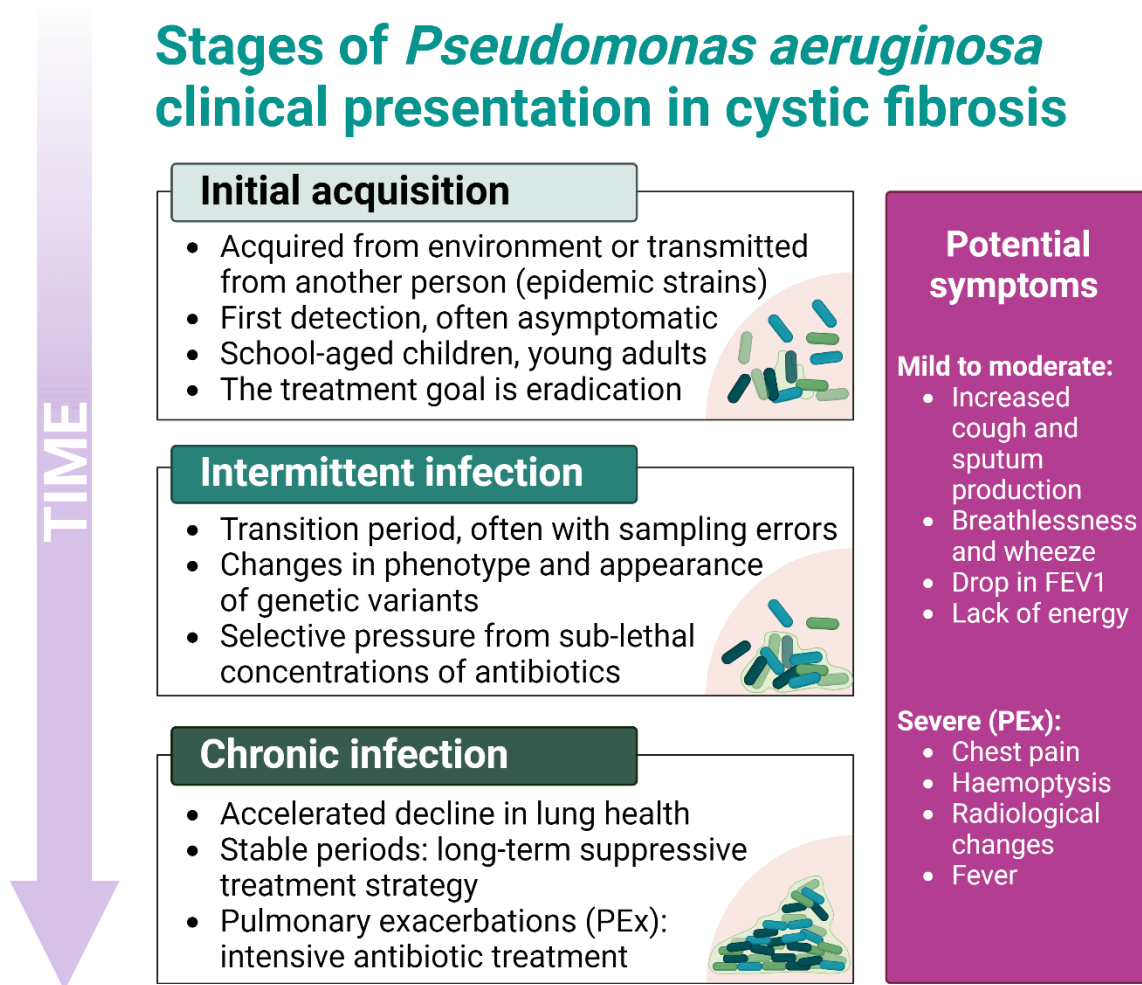 Stages of Pseudomonas aeruginosa
clinical presentation in cystic fibrosis
TIME
Initial acquisition
• Acquired from environment or transmitted
from another person (epidemic strains)
• First detection, often asymptomatic
• School-aged children, young adults
• The treatment goal is eradication
Intermittent infection
• Transition period, often with sampling errors
• Changes in phenotype and appearance
of genetic variants
• Selective pressure from sub-lethal
concentrations of antibiotics
Chronic infection
• Accelerated decline in lung health
• Stable periods: long-term suppressive
treatment strategy
• Pulmonary exacerbations (PEx):
intensive antibiotic treatment
Potential
symptoms
Mild to moderate:
• Increased
cough and
sputum
production
• Breathlessness
and wheeze
• Drop in FEV1
• Lack of energy
Severe (PEx):
• Chest pain
• Haemoptysis
• Radiological
changes
• Fever